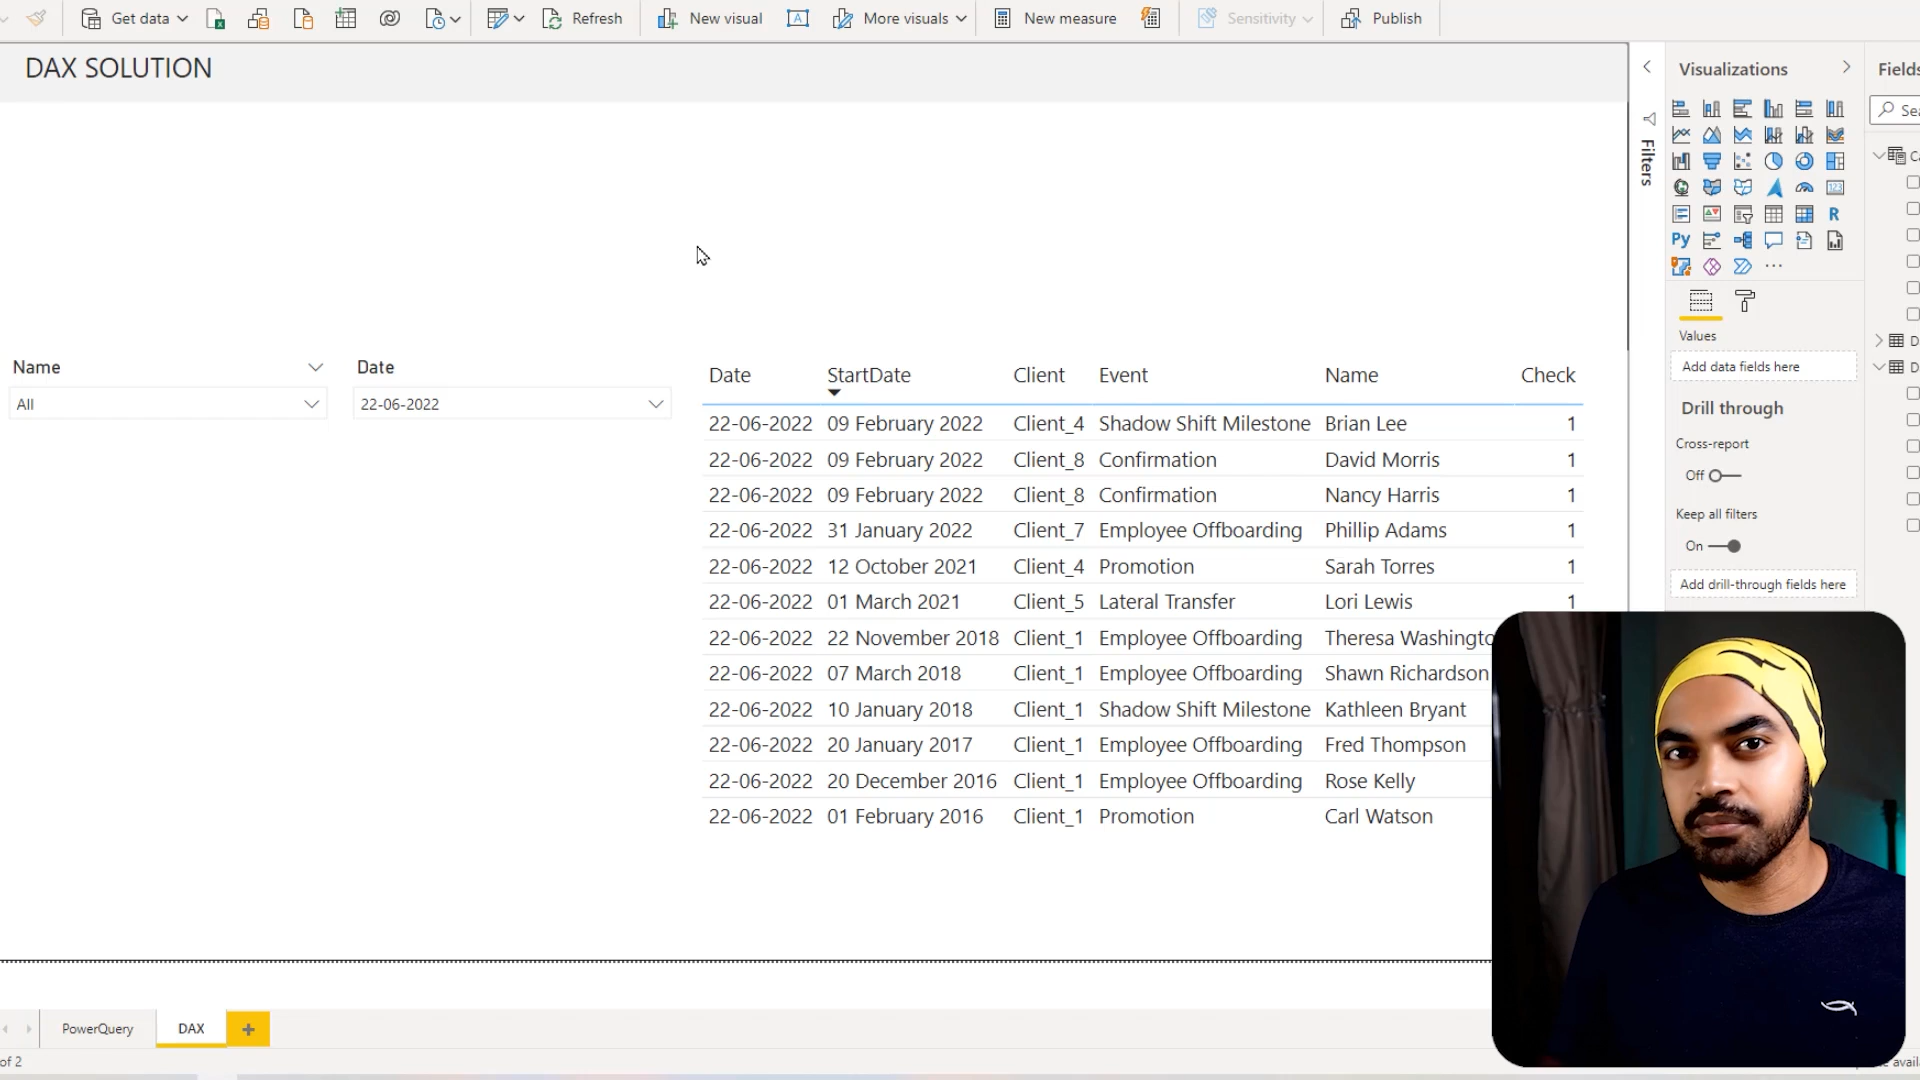 Get data
Refresh
New visual
More visuals
New measure
Sensitivity
Publish
DAX SOLUTION
Visualizations
Fields
Filters
R
Py
123
Values
Add data fields here
Drill through
Cross-report
Off
Keep all filters
On
Add drill-through fields here
Name
All
Date
22-06-2022
Date StartDate Client Event Name Check
22-06-2022 09 February 2022 Client_4 Shadow Shift Milestone Brian Lee 1
22-06-2022 09 February 2022 Client_8 Confirmation David Morris 1
22-06-2022 09 February 2022 Client_8 Confirmation Nancy Harris 1
22-06-2022 31 January 2022 Client_7 Employee Offboarding Phillip Adams 1
22-06-2022 12 October 2021 Client_4 Promotion Sarah Torres 1
22-06-2022 01 March 2021 Client_5 Lateral Transfer Lori Lewis 1
22-06-2022 22 November 2018 Client_1 Employee Offboarding Theresa Washingto
22-06-2022 07 March 2018 Client_1 Employee Offboarding Shawn Richardson
22-06-2022 10 January 2018 Client_1 Shadow Shift Milestone Kathleen Bryant
22-06-2022 20 January 2017 Client_1 Employee Offboarding Fred Thompson
22-06-2022 20 December 2016 Client_1 Employee Offboarding Rose Kelly
22-06-2022 01 February 2016 Client_1 Promotion Carl Watson
PowerQuery
DAX
of 2